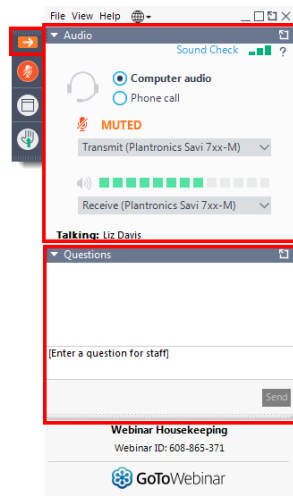 File View Help
Audio
Sound Check ?
Computer audio
Phone call
MUTED
Transmit (Plantronics Savi 7xx-M)
Receive (Plantronics Savi 7xx-M)
Talking: Liz Davis
Questions
[Enter a question for staff]
Send
Webinar Housekeeping
Webinar ID: 608-865-371
GoToWebinar